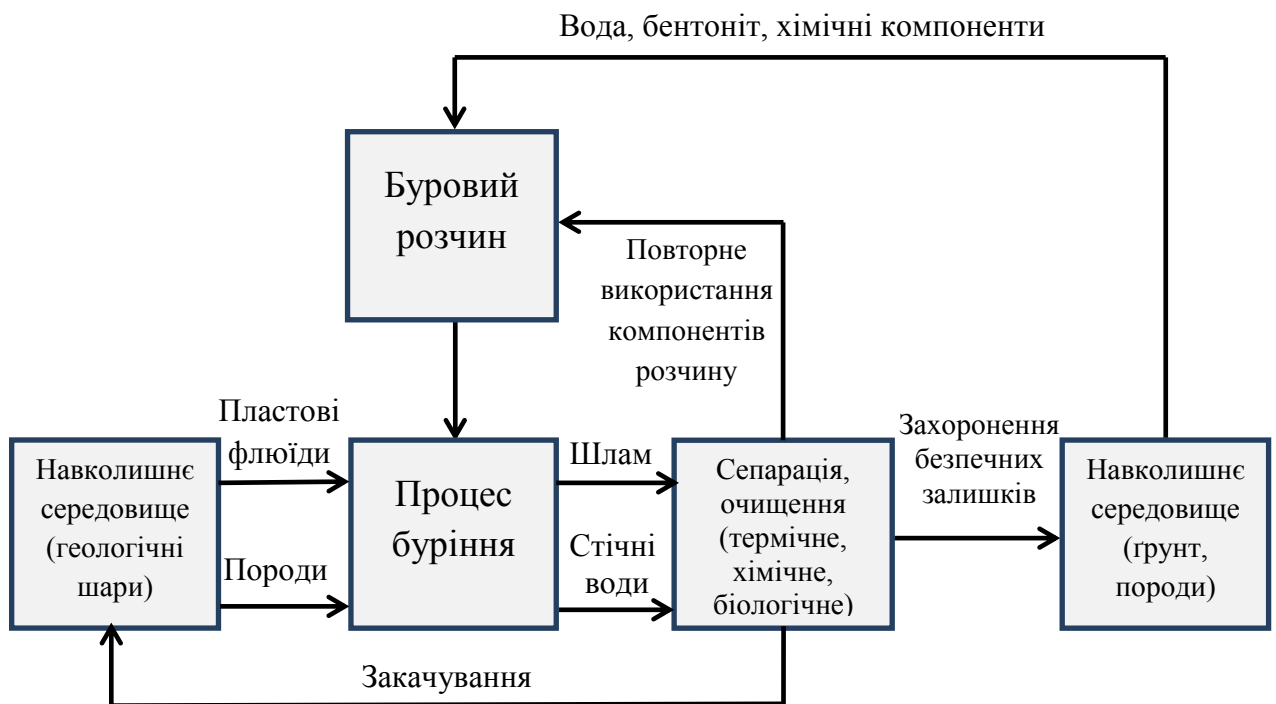 Вода, бентоніт, хімічні компоненти
Буровий
розчин
Повторне
використання
компонентів
розчину
Пластові
флюїди
Породи
Навколишнє
середовище
(геологічні
шари)
Процес
буріння
Шлам
Стічні
води
Сепарація,
очищення
(термічне,
хімічне,
біологічне)
Захоронення
безпечних
залишків
Навколишнє
середовище
(ґрунт,
породи)
Закачування